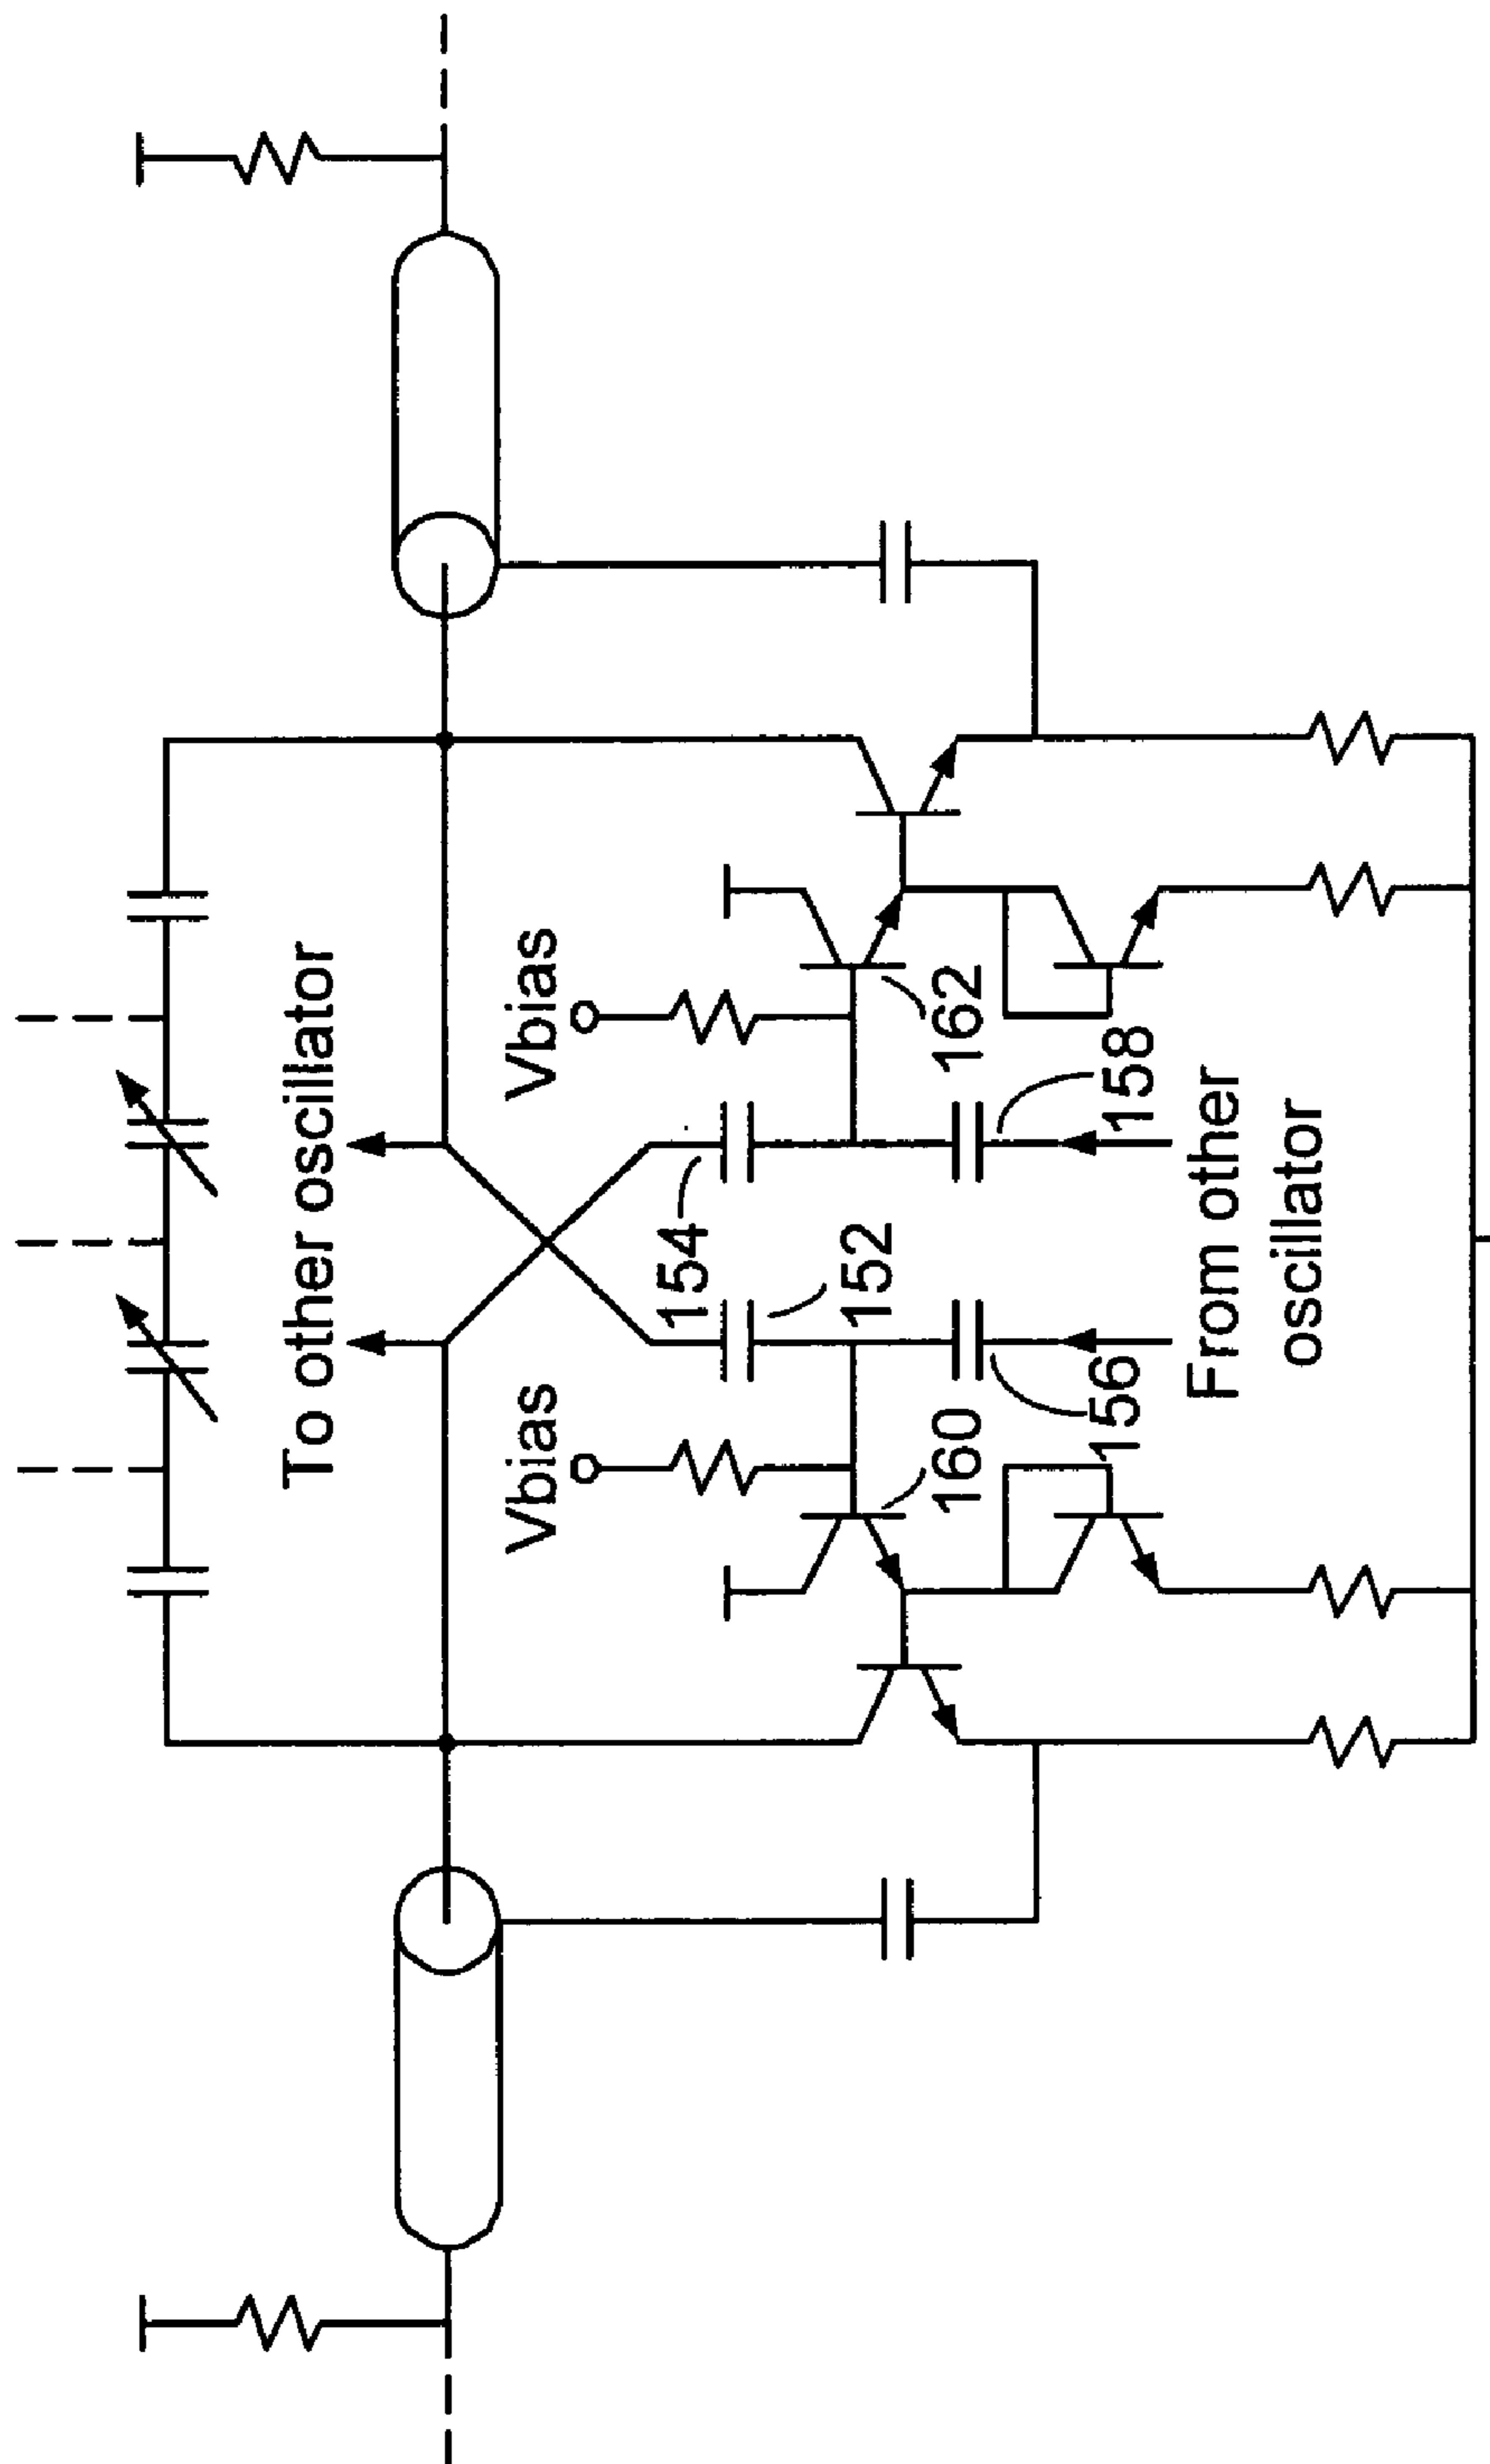 To other oscillator
Vbias
Vbias
154
152
160
162
156
158
From other
oscillator